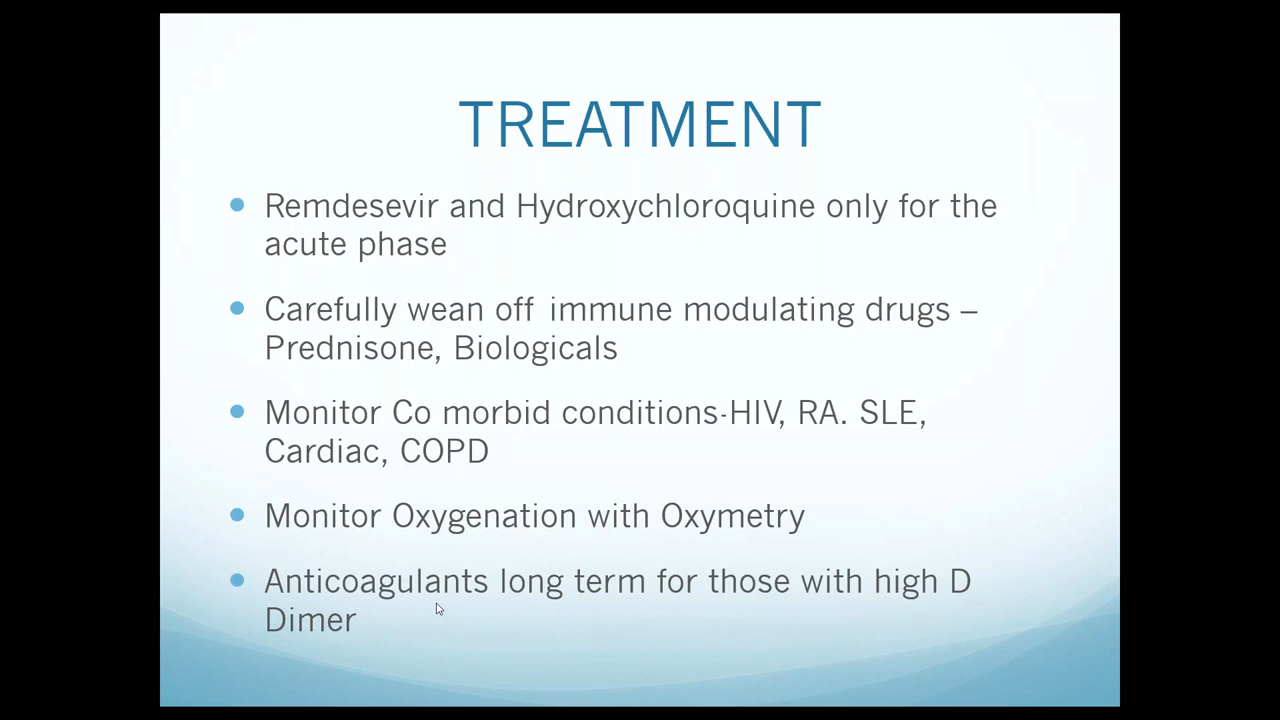 TREATMENT
Remdesevir and Hydroxychloroquine only for the
acute phase
Carefully wean off immune modulating drugs –
Prednisone, Biologicals
Monitor Co morbid conditions-HIV, RA. SLE,
Cardiac, COPD
Monitor Oxygenation with Oxymetry
Anticoagulants long term for those with high D
Dimer